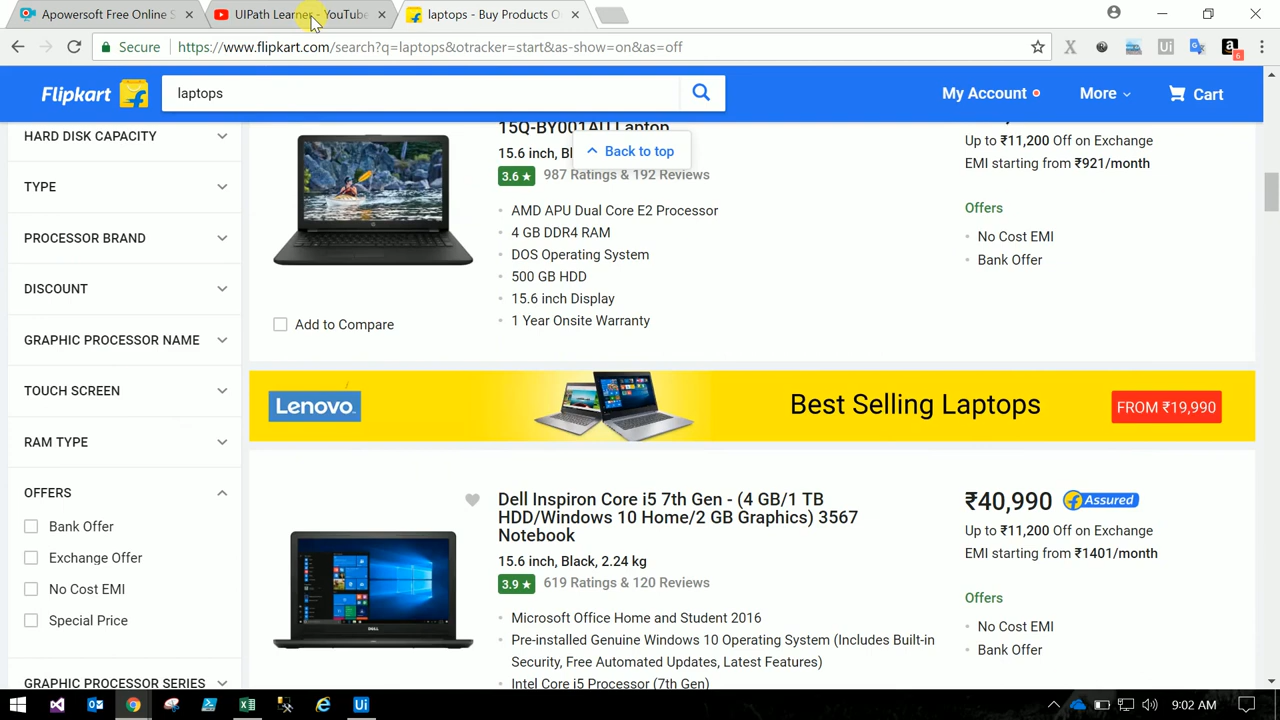 Apowersoft Free Online S
UIPath Learner - YouTube
laptops - Buy Products O
Secure
https://www.flipkart.com/search?q=laptops&otracker=start&as-show=on&as=off
Ui
a
6
Flipkart
laptops
My Account
More
Cart
HARD DISK CAPACITY
TYPE
PROCESSOR BRAND
DISCOUNT
GRAPHIC PROCESSOR NAME
TOUCH SCREEN
RAM TYPE
OFFERS
Bank Offer
Exchange Offer
No Cost EMI
Special Price
GRAPHIC PROCESSOR SERIES
15Q-BY001AU Laptop
Back to top
15.6 inch, Bl
3.6 ★
987 Ratings & 192 Reviews
AMD APU Dual Core E2 Processor
4 GB DDR4 RAM
DOS Operating System
500 GB HDD
15.6 inch Display
1 Year Onsite Warranty
Add to Compare
Up to ₹11,200 Off on Exchange
EMI starting from ₹921/month
Offers
No Cost EMI
Bank Offer
Lenovo
Best Selling Laptops
FROM ₹19,990
Dell Inspiron Core i5 7th Gen - (4 GB/1 TB
HDD/Windows 10 Home/2 GB Graphics) 3567
Notebook
15.6 inch, Black, 2.24 kg
3.9 ★
619 Ratings & 120 Reviews
Microsoft Office Home and Student 2016
Pre-installed Genuine Windows 10 Operating System (Includes Built-in
Security, Free Automated Updates, Latest Features)
Intel Core i5 Processor (7th Gen)
₹40,990
Assured
Up to ₹11,200 Off on Exchange
EMI starting from ₹1401/month
Offers
No Cost EMI
Bank Offer
DELL
Ui
9:02 AM